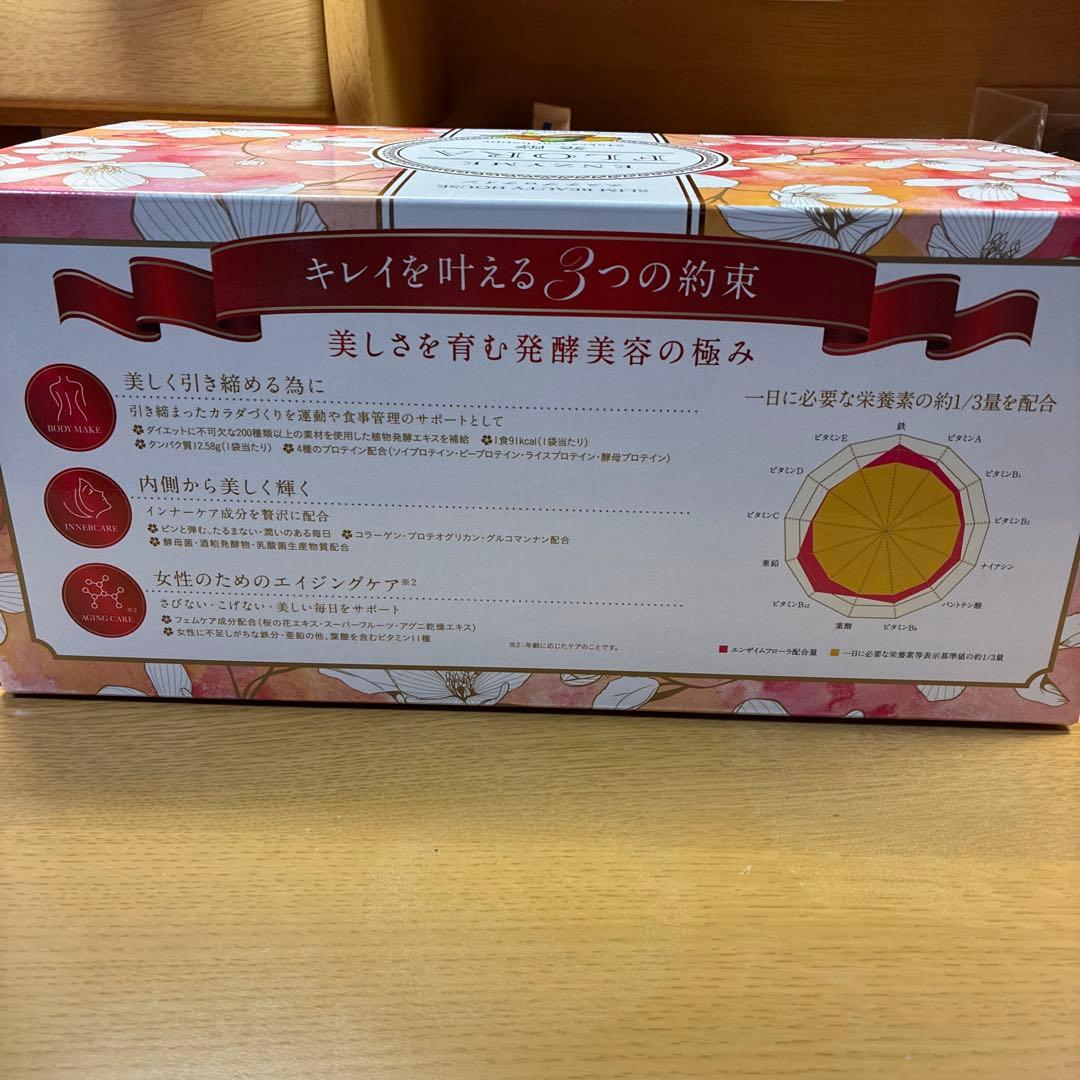 ENZYME
FLORA
SLIM BEAUTY HOUSE
キレイを叶える3つの約束
美しさを育む発酵美容の極み
BODY MAKE
美しく引き締める為に
引き締まったカラダづくりを運動や食事管理のサポートとして
ダイエットに不可欠な200種類以上の素材を使用した植物発酵エキスを補給 1食91kcal(1袋当たり)
タンパク質12.58g(1袋当たり) 4種のプロテイン配合(ソイプロテイン・ピープロテイン・ライスプロテイン・酵母プロテイン)
INNERCARE
内側から美しく輝く
インナーケア成分を贅沢に配合
ピンと弾む、たるまない・潤いのある毎日 コラーゲン・プロテオグリカン・グルコマンナン配合
酵母菌・酒粕発酵物・乳酸菌生産物質配合
※2
AGING CARE
女性のためのエイジングケア※2
さびない・こげない・美しい毎日をサポート
フェムケア成分配合(桜の花エキス・スーパーフルーツ・アグニ乾燥エキス)
女性に不足しがちな鉄分・亜鉛の他、葉酸を含むビタミン11種
※2:年齢に応じたケアのことです。
一日に必要な栄養素の約1/3量を配合
鉄
ビタミンA
ビタミンB1
ビタミンB2
ナイアシン
パントテン酸
ビタミンB6
葉酸
ビタミンB12
亜鉛
ビタミンC
ビタミンD
ビタミンE
エンザイムフローラ配合量 一日に必要な栄養素等表示基準値の約1/3量